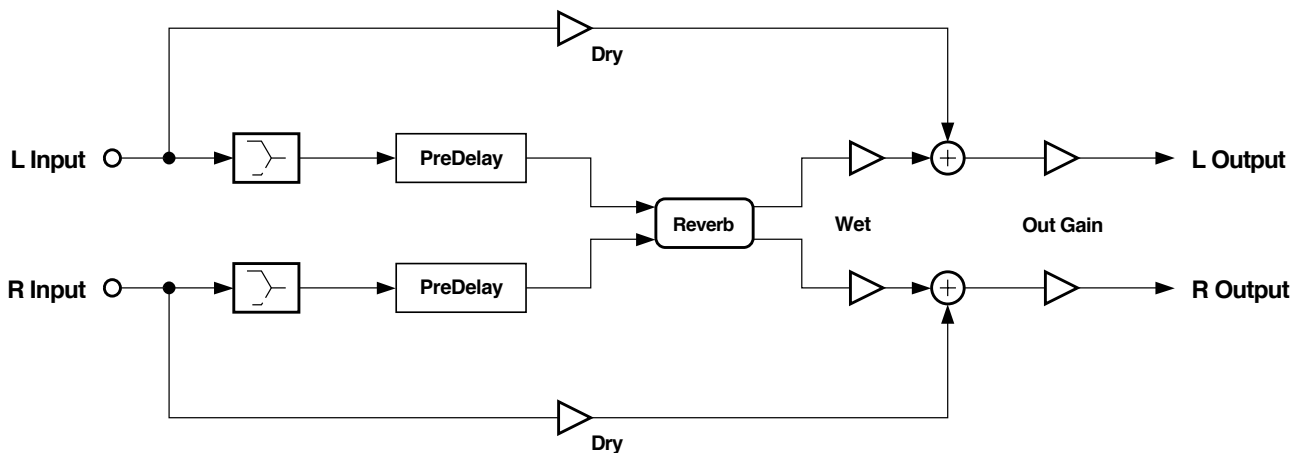 Dry
L Input
PreDelay
L Output
Reverb
Wet
Out Gain
R Input
PreDelay
R Output
Dry